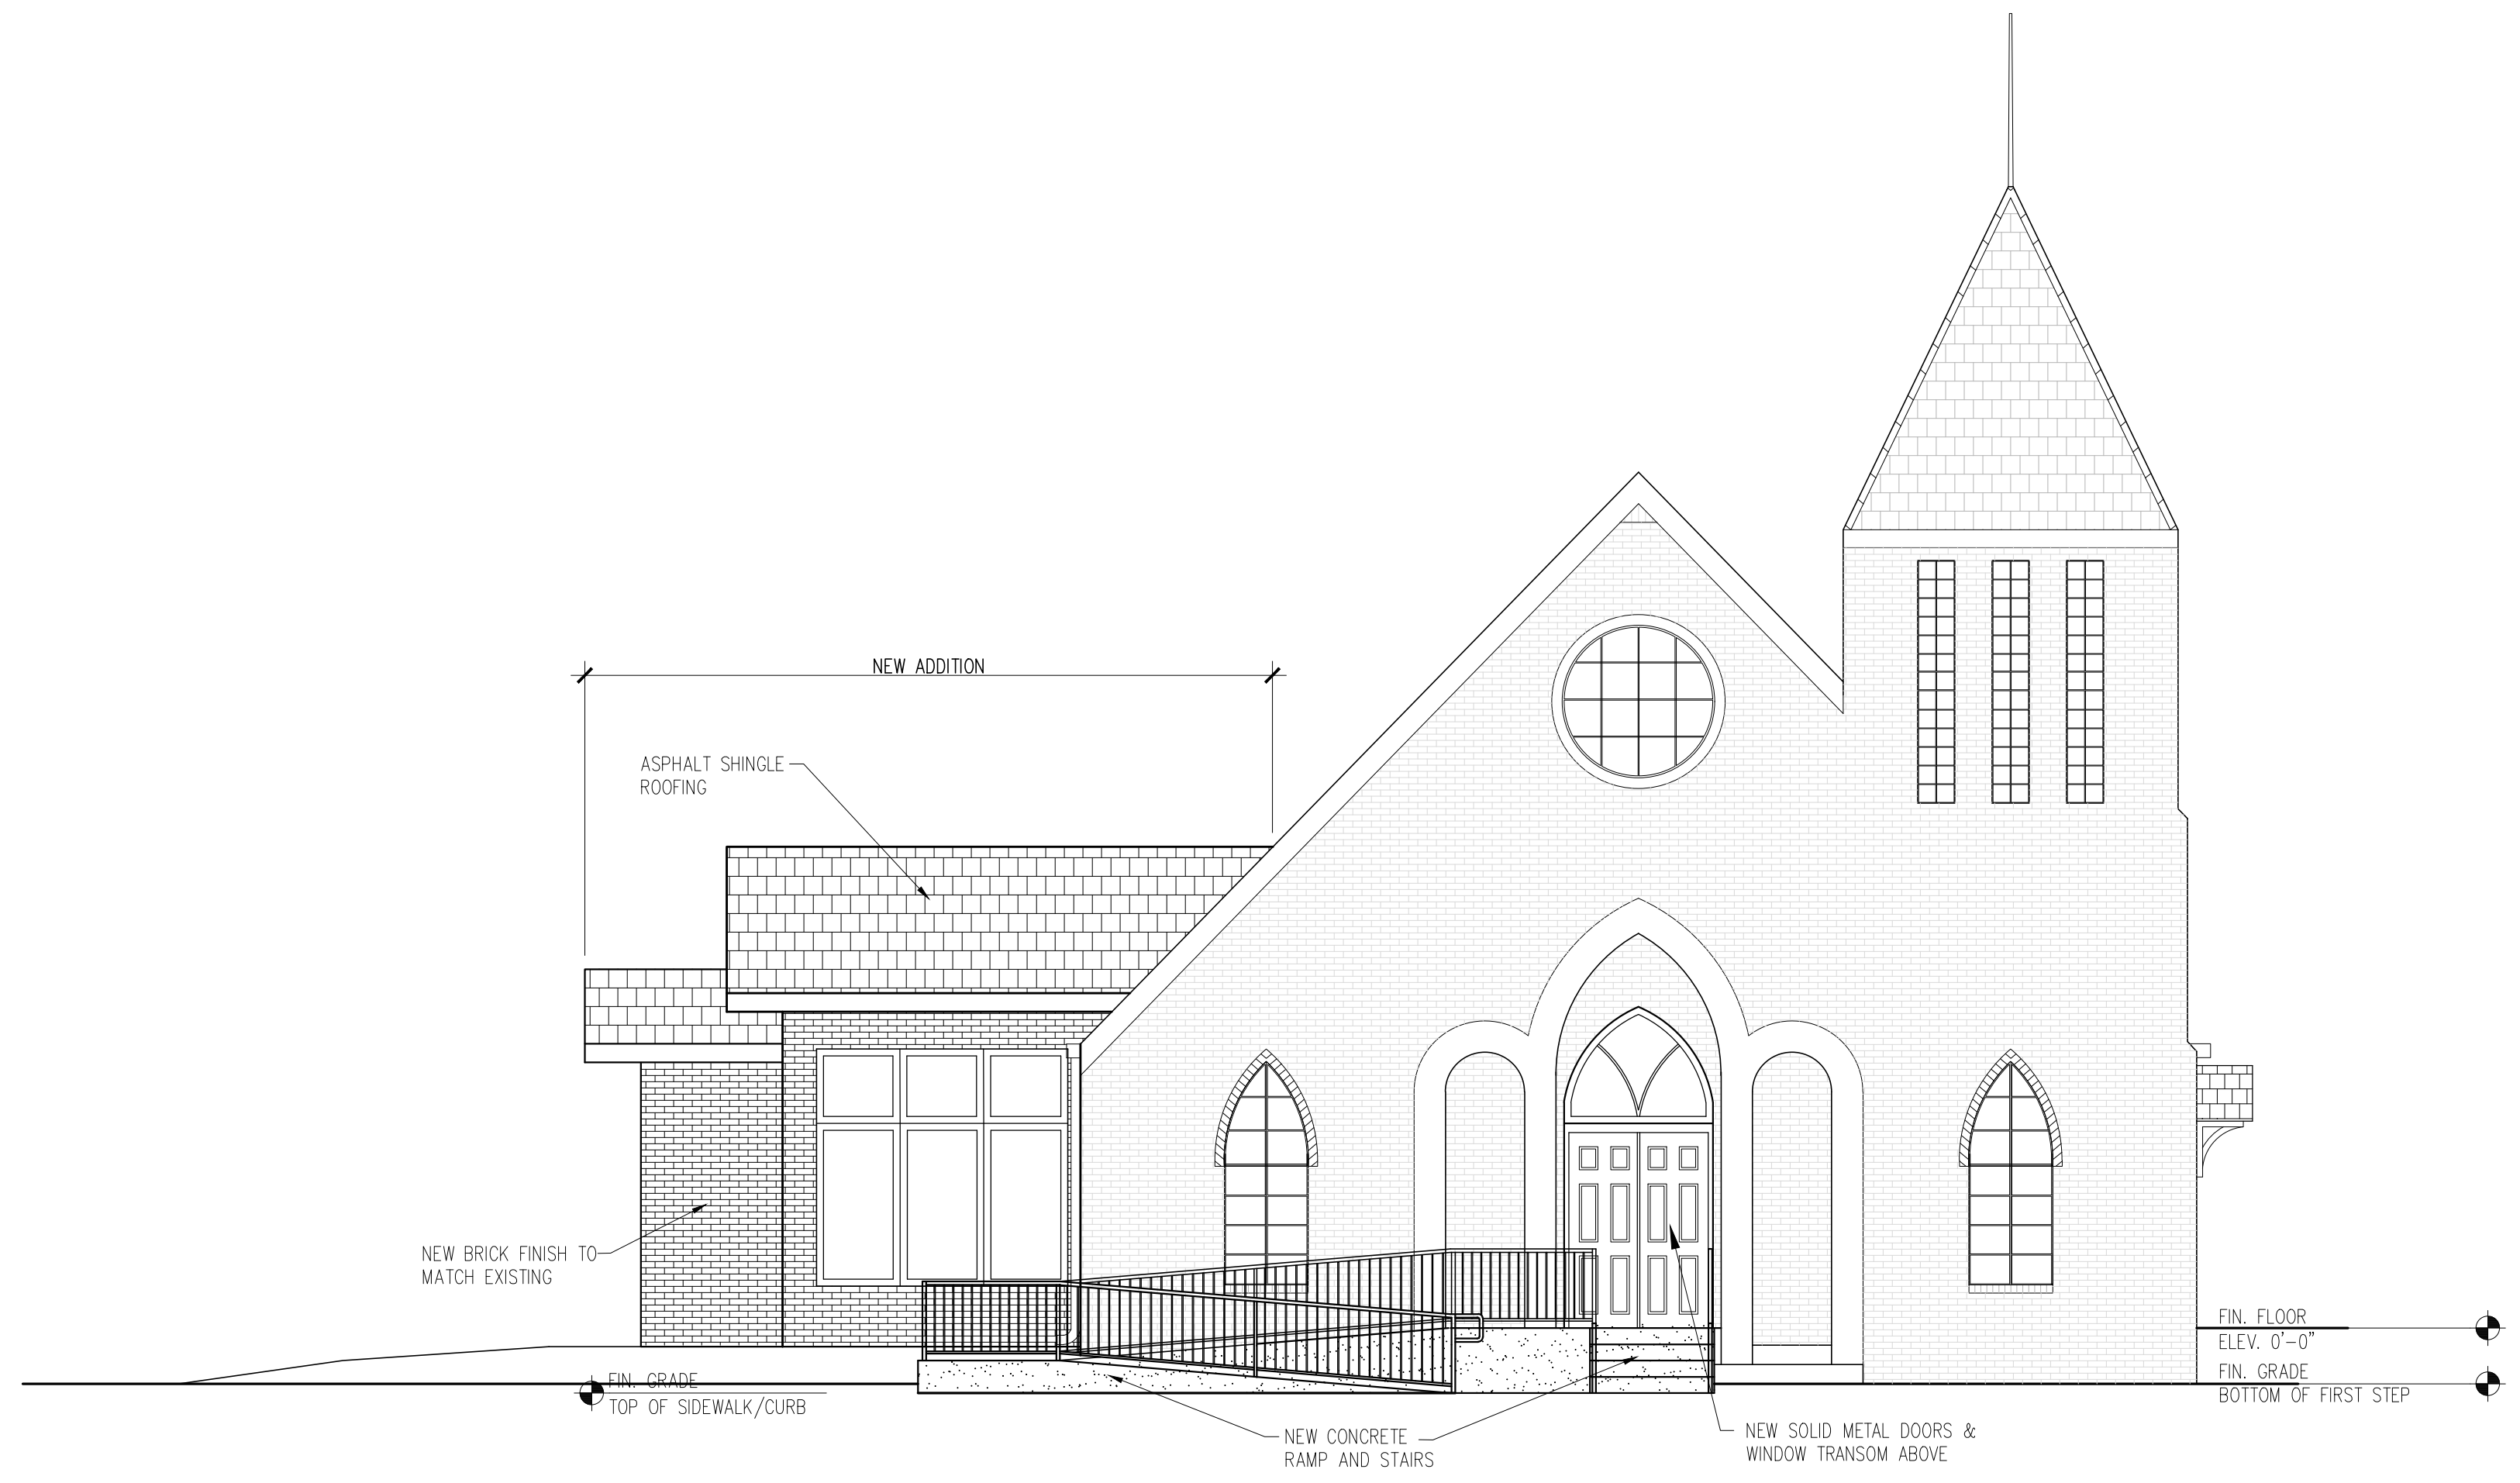 NEW ADDITION
ASPHALT SHINGLE
ROOFING
NEW BRICK FINISH TO
MATCH EXISTING
FIN. FLOOR
ELEV. 0'-0"
FIN. GRADE
BOTTOM OF FIRST STEP
FIN. GRADE
TOP OF SIDEWALK/CURB
NEW CONCRETE
RAMP AND STAIRS
NEW SOLID METAL DOORS &
WINDOW TRANSOM ABOVE